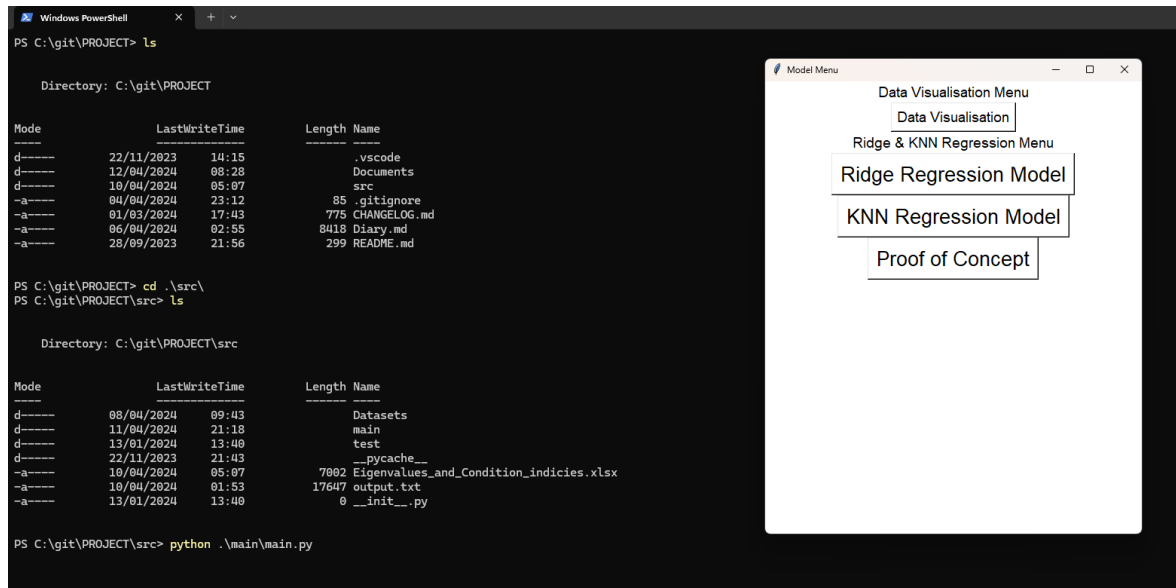 Windows PowerShell
PS C:\git\PROJECT> ls
Directory: C:\git\PROJECT
Mode LastWriteTime Length Name
---- ------------- ------ ----
d----- 22/11/2023 14:15 .vscode
d----- 12/04/2024 08:28 Documents
d----- 10/04/2024 05:07 src
-a---- 04/04/2024 23:12 85 .gitignore
-a---- 01/03/2024 17:43 775 CHANGELOG.md
-a---- 06/04/2024 02:55 8418 Diary.md
-a---- 28/09/2023 21:56 299 README.md
PS C:\git\PROJECT> cd .\src\
PS C:\git\PROJECT\src> ls
Directory: C:\git\PROJECT\src
Mode LastWriteTime Length Name
---- ------------- ------ ----
d----- 08/04/2024 09:43 Datasets
d----- 11/04/2024 21:18 main
d----- 13/01/2024 13:40 test
d----- 22/11/2023 21:43 __pycache__
-a---- 10/04/2024 05:07 7002 Eigenvalues_and_Condition_indicies.xlsx
-a---- 10/04/2024 01:53 17647 output.txt
-a---- 13/01/2024 13:40 0 __init__.py
PS C:\git\PROJECT\src> python .\main\main.py
Model Menu
Data Visualisation Menu
Data Visualisation
Ridge & KNN Regression Menu
Ridge Regression Model
KNN Regression Model
Proof of Concept